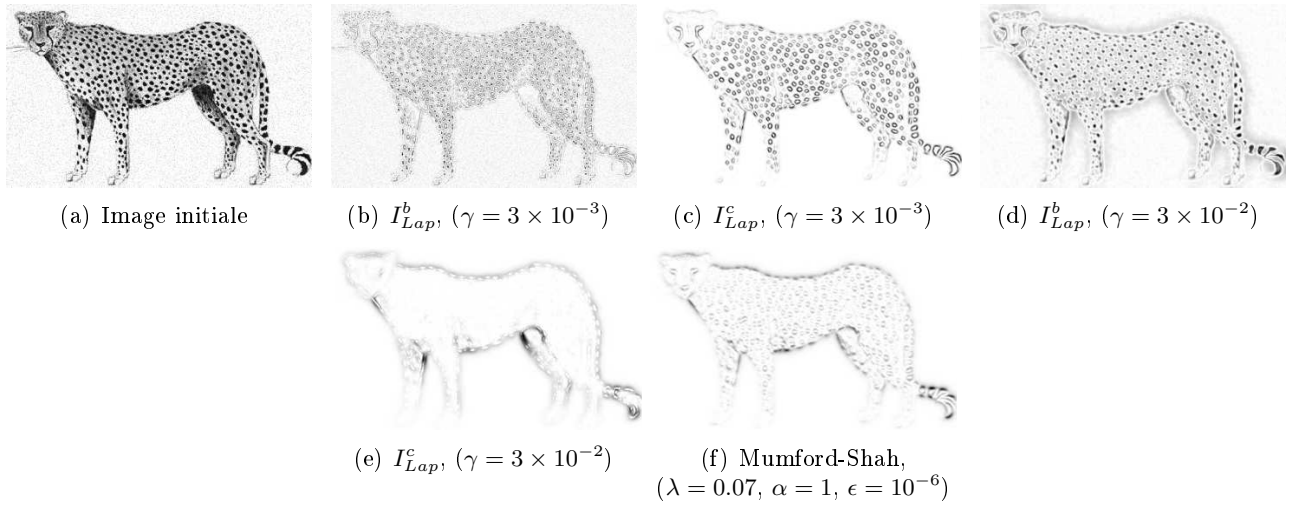 (a) Image initiale
(b) I^b_{Lap}, (γ = 3 × 10^{-3})
(c) I^c_{Lap}, (γ = 3 × 10^{-3})
(d) I^b_{Lap}, (γ = 3 × 10^{-2})
(e) I^c_{Lap}, (γ = 3 × 10^{-2})
(f) Mumford-Shah,
(λ = 0.07, α = 1, ϵ = 10^{-6})